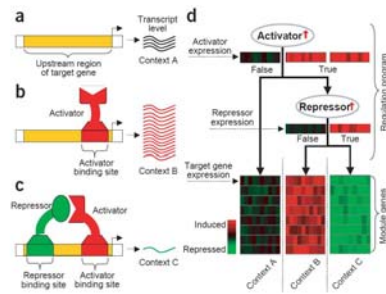 a
Transcript
level
Upstream region
of target gene
Context A
b
Activator
Activator
binding site
Context B
c
Repressor
Activator
Repressor
binding site
Activator
binding site
Context C
d
Activator
Activator
expression
False
True
Repressor
Repressor
expression
False
True
Target gene
expression
Induced
Repressed
Context A
Context B
Context C
Regulation program
Module genes